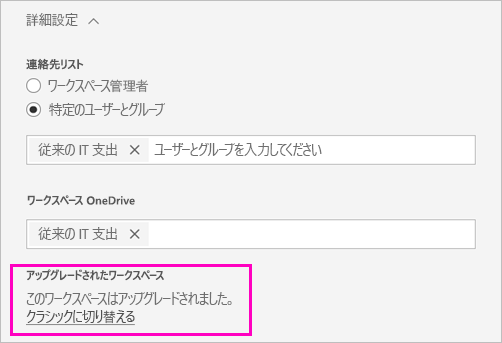 詳細設定
連絡先リスト
ワークスペース管理者
特定のユーザーとグループ
従来の IT 支出 × ユーザーとグループを入力してください
ワークスペース OneDrive
従来の IT 支出 ×
アップグレードされたワークスペース
このワークスペースはアップグレードされました。
クラシックに切り替える